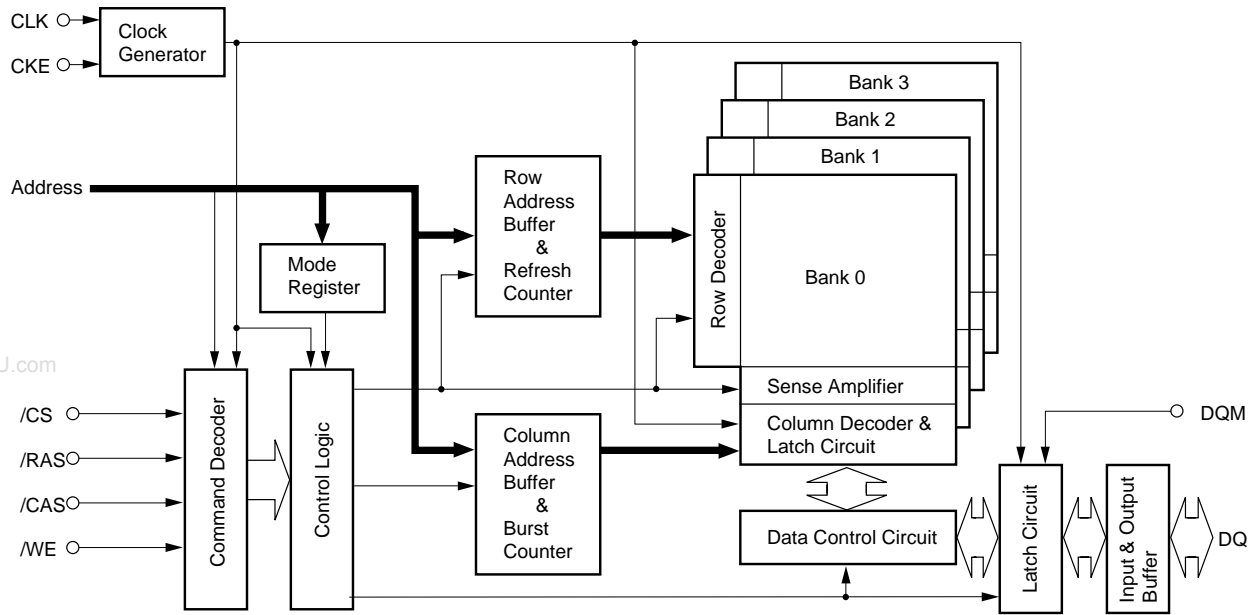 CLK
CKE
Clock
Generator
Bank 3
Bank 2
Bank 1
Bank 0
Address
Row
Address
Buffer
&
Refresh
Counter
Row Decoder
Mode
Register
J.com
Sense Amplifier
Column Decoder &
Latch Circuit
/CS
/RAS
/CAS
/WE
Command Decoder
Control Logic
Column
Address
Buffer
&
Burst
Counter
DQM
Data Control Circuit
Latch Circuit
Input & Output
Buffer
DQ